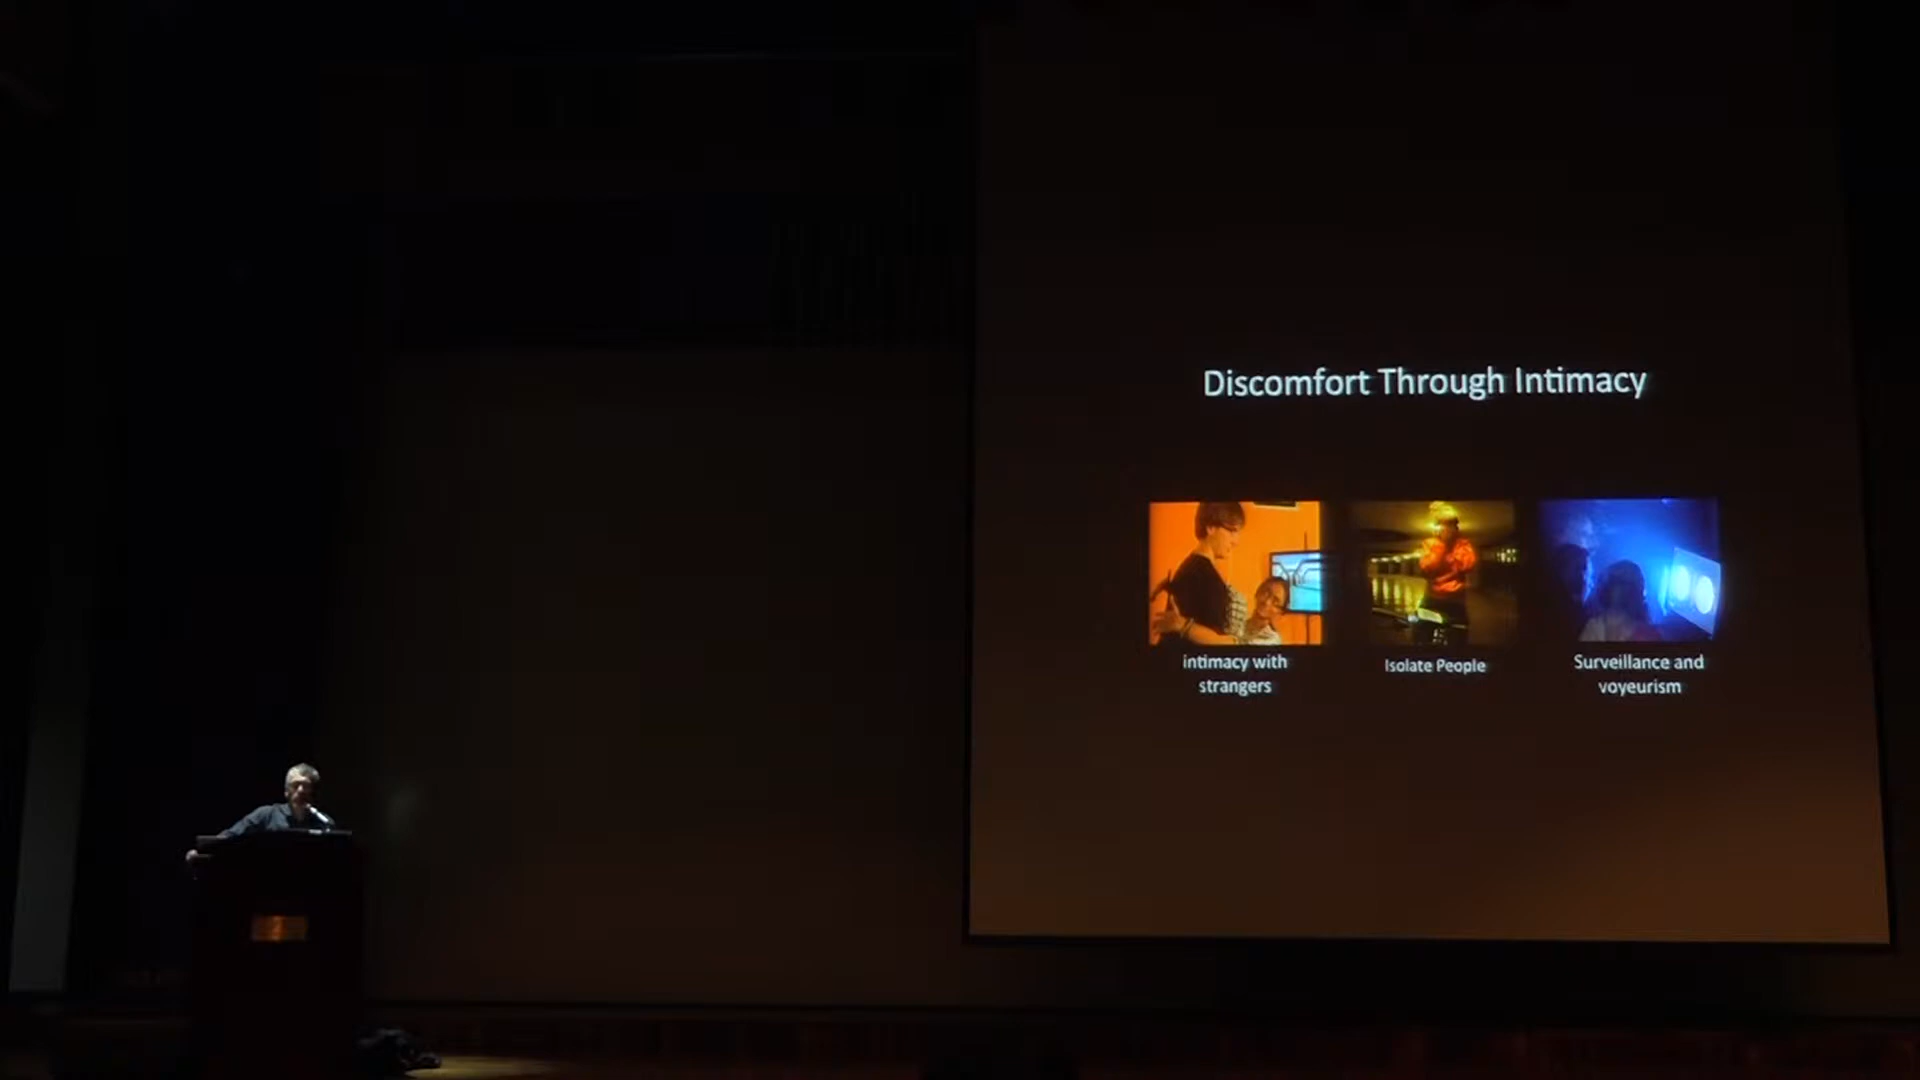 Discomfort Through Intimacy
intimacy with
strangers
Isolate People
Surveillance and
voyeurism